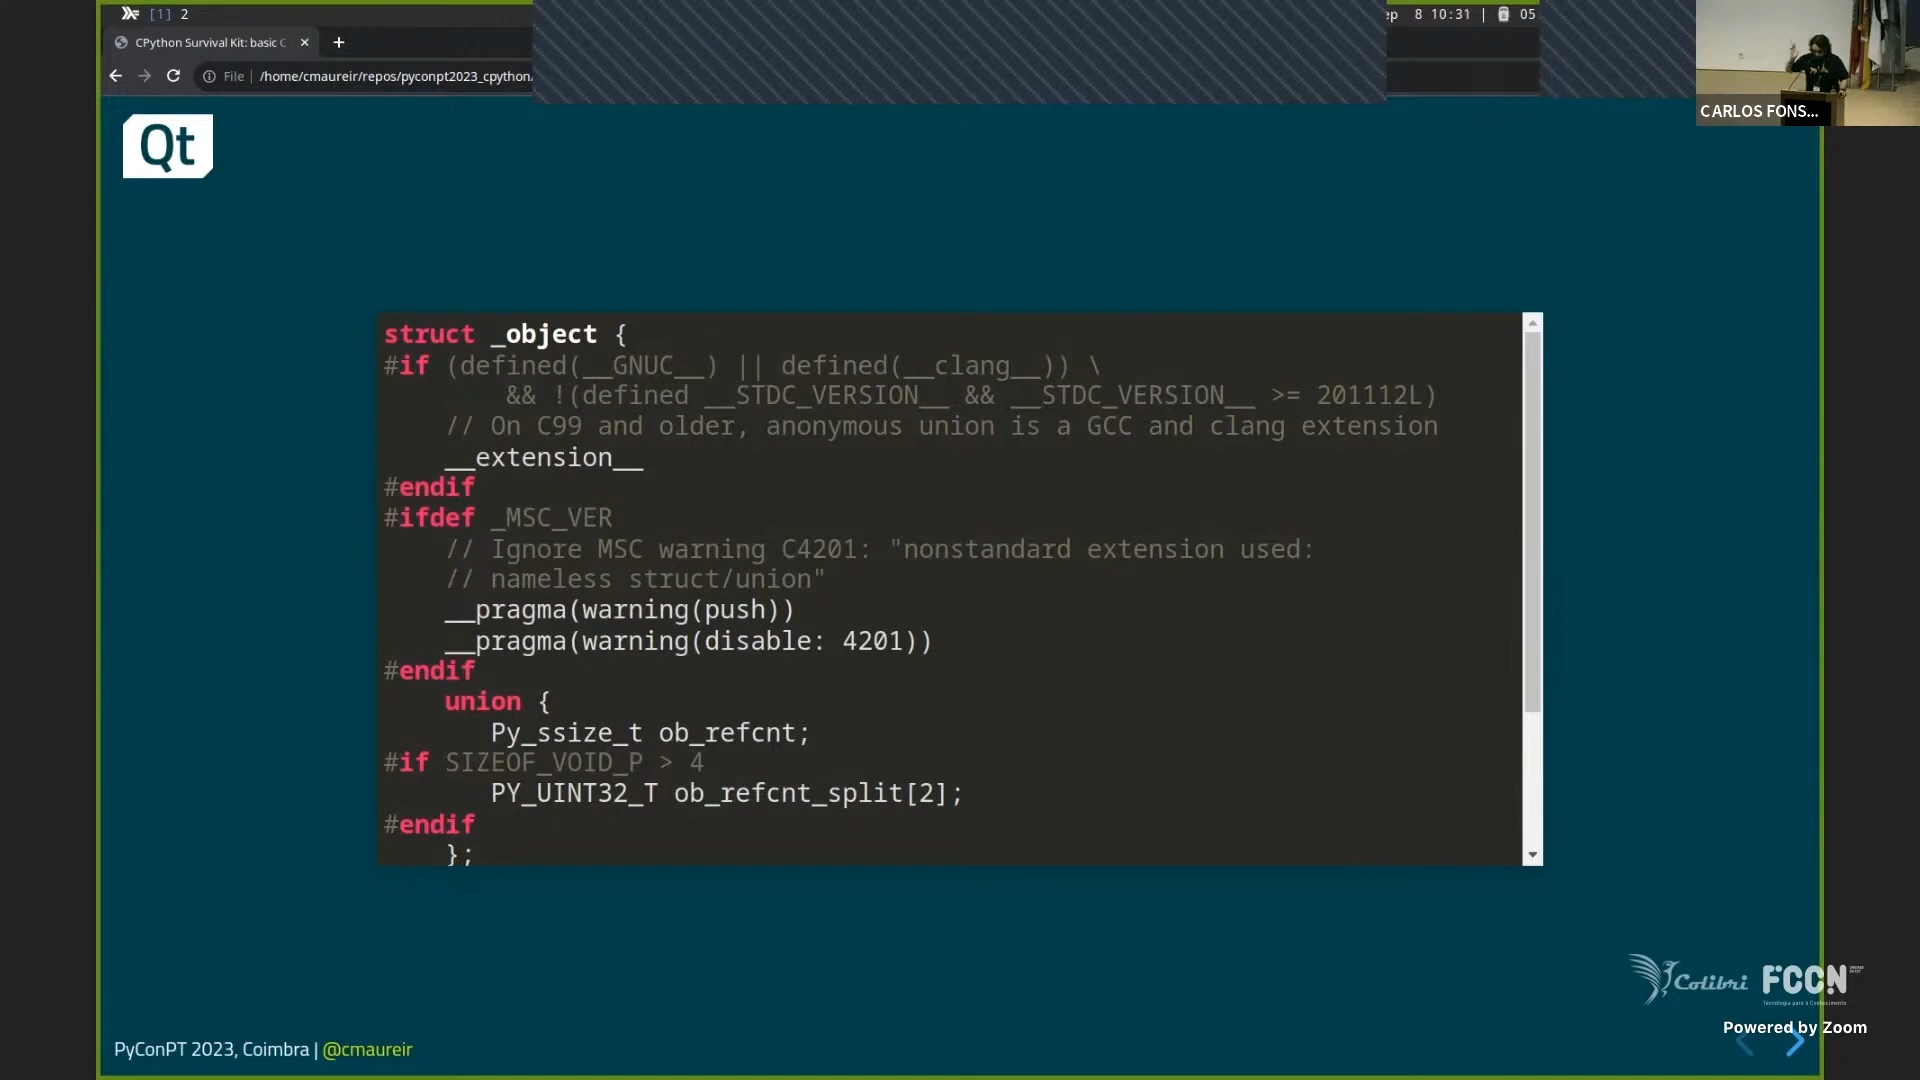 [1] 2
ep 8 10:31 | 05
CPython Survival Kit: basic C
File | /home/cmaureir/repos/pyconpt2023_cpython/
CARLOS FONS...
Qt
struct _object {
#if (defined(__GNUC__) || defined(__clang__)) \
&& !(defined __STDC_VERSION__ && __STDC_VERSION__ >= 201112L)
// On C99 and older, anonymous union is a GCC and clang extension
__extension__
#endif
#ifdef _MSC_VER
// Ignore MSC warning C4201: "nonstandard extension used:
// nameless struct/union"
__pragma(warning(push))
__pragma(warning(disable: 4201))
#endif
union {
Py_ssize_t ob_refcnt;
#if SIZEOF_VOID_P > 4
PY_UINT32_T ob_refcnt_split[2];
#endif
};
Colibri FCCN
Tecnologia para o Conhecimento
Powered by Zoom
PyConPT 2023, Coimbra | @cmaureir